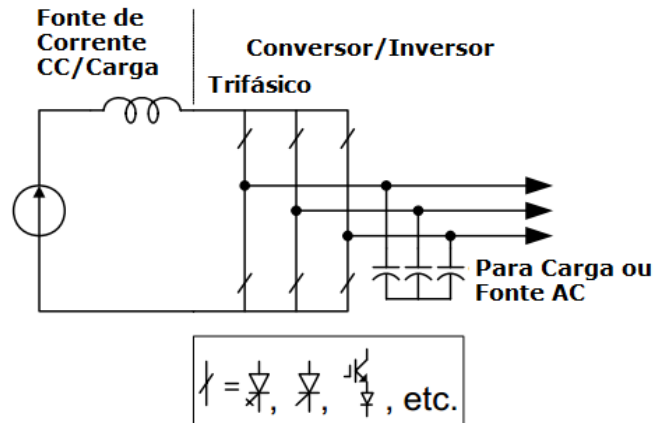 Fonte de
Corrente
CC/Carga
Conversor/Inversor
Trifásico
Para Carga ou
Fonte AC
= , , , etc.